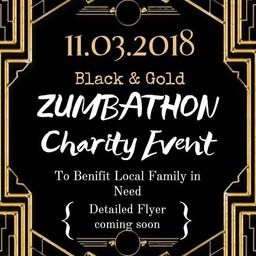 11.03.2018
Black & Gold
ZUMBATHON
Charity Event
To Benifit Local Family in
Need
Detailed Flyer
coming soon